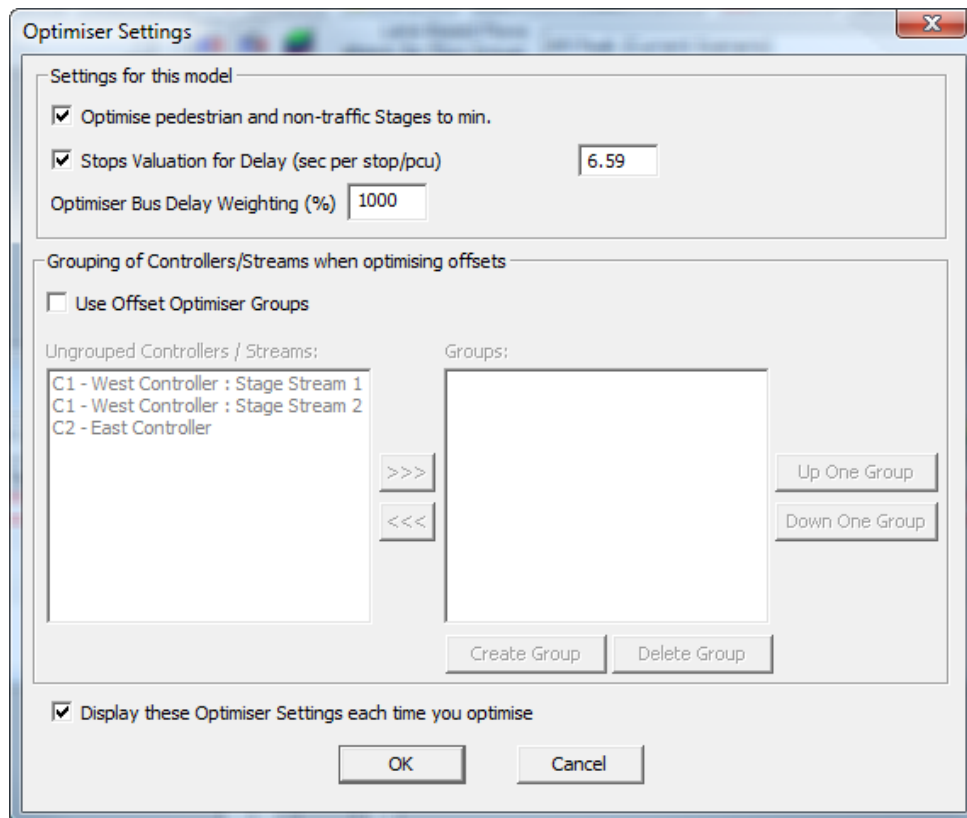 Optimiser Settings
Settings for this model
Optimise pedestrian and non-traffic Stages to min.
Stops Valuation for Delay (sec per stop/pcu) 6.59
Optimiser Bus Delay Weighting (%) 1000
Grouping of Controllers/Streams when optimising offsets
Use Offset Optimiser Groups
Ungrouped Controllers / Streams: Groups:
C1 - West Controller : Stage Stream 1
C1 - West Controller : Stage Stream 2
C2 - East Controller
>>> Up One Group
<<< Down One Group
Create Group Delete Group
Display these Optimiser Settings each time you optimise
OK Cancel